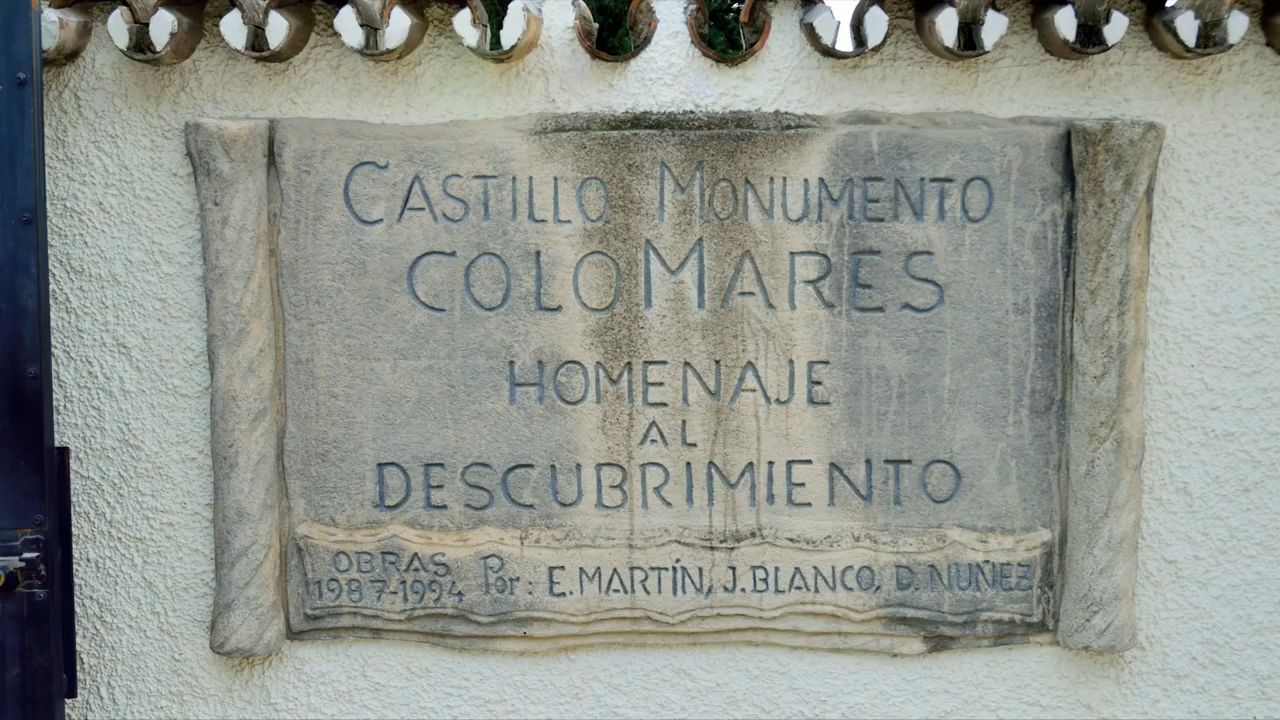 CASTILLO MONUMENTO
COLOMARES
HOMENAJE
AL
DESCUBRIMIENTO
OBRAS
1987-1994 Por: E. MARTÍN, J. BLANCO, D. NUÑEZ